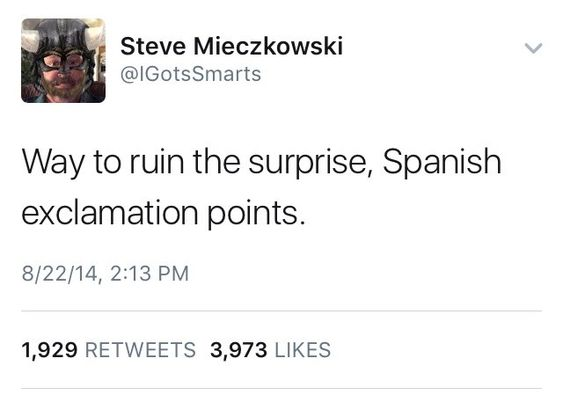 Steve Mieczkowski
@IGotsSmarts
Way to ruin the surprise, Spanish
exclamation points.
8/22/14, 2:13 PM
1,929 RETWEETS 3,973 LIKES